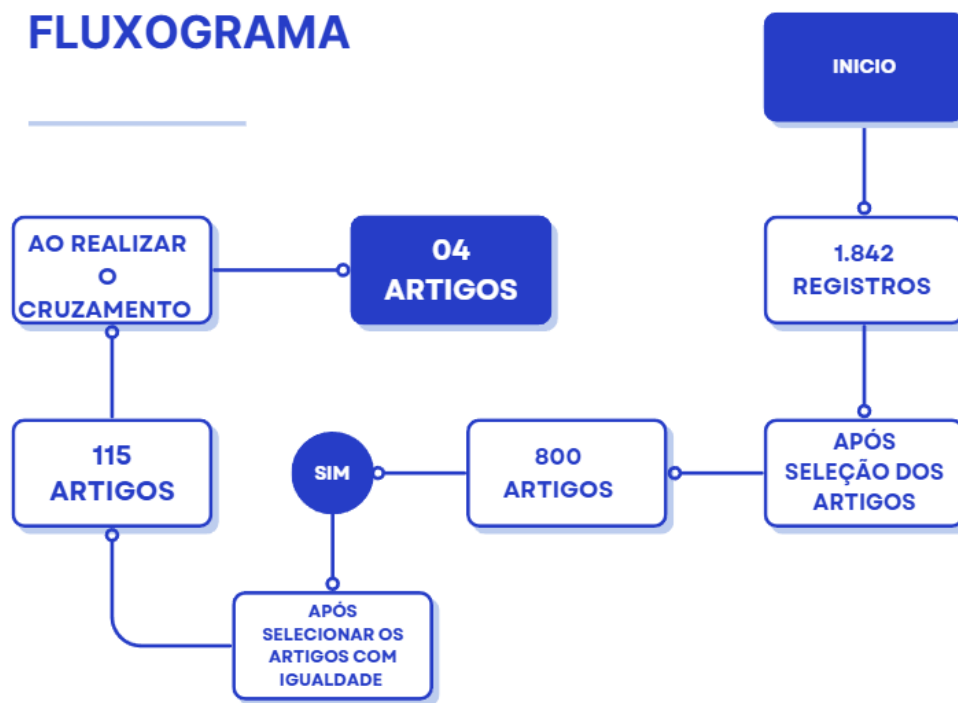 FLUXOGRAMA
INICIO
1.842
REGISTROS
APÓS
SELEÇÃO DOS
ARTIGOS
800
ARTIGOS
SIM
APÓS
SELECIONAR OS
ARTIGOS COM
IGUALDADE
115
ARTIGOS
AO REALIZAR
O
CRUZAMENTO
04
ARTIGOS